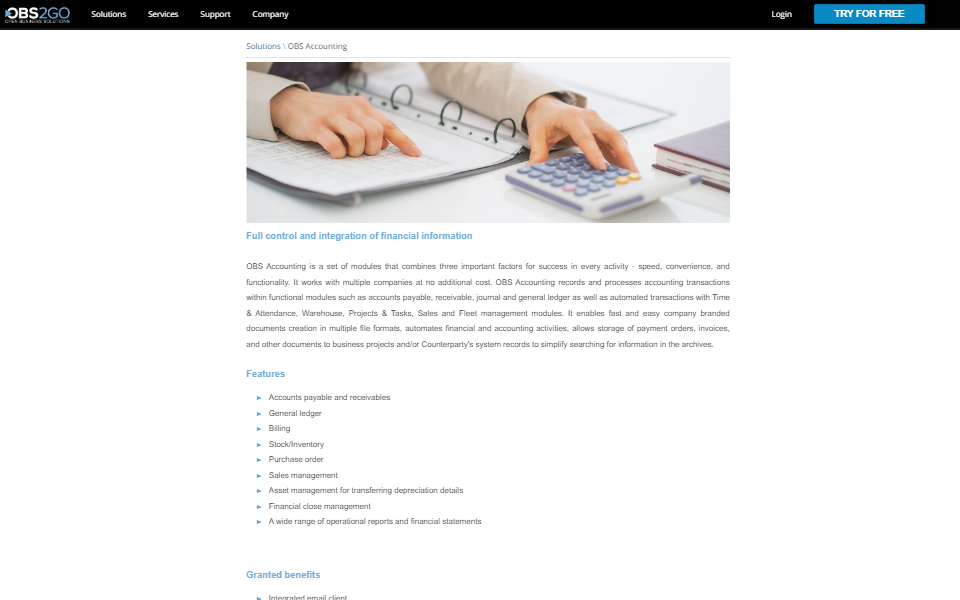 OBS2GO
OPEN BUSINESS SOLUTIONS
Solutions
Services
Support
Company
Login
TRY FOR FREE
Solutions \ OBS Accounting
Full control and integration of financial information
OBS Accounting is a set of modules that combines three important factors for success in every activity - speed, convenience, and
functionality. It works with multiple companies at no additional cost. OBS Accounting records and processes accounting transactions
within functional modules such as accounts payable, receivable, journal and general ledger as well as automated transactions with Time
& Attendance, Warehouse, Projects & Tasks, Sales and Fleet management modules. It enables fast and easy company branded
documents creation in multiple file formats, automates financial and accounting activities, allows storage of payment orders, invoices,
and other documents to business projects and/or Counterparty's system records to simplify searching for information in the archives.
Features
Accounts payable and receivables
General ledger
Billing
Stock/Inventory
Purchase order
Sales management
Asset management for transferring depreciation details
Financial close management
A wide range of operational reports and financial statements
Granted benefits
Integrated email client